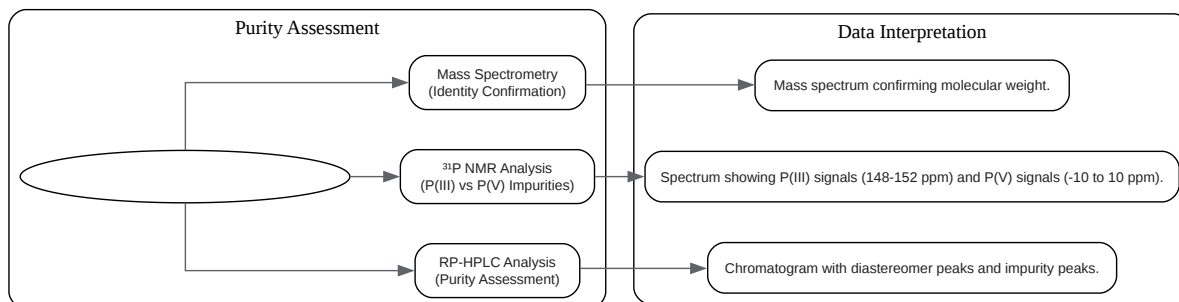 Purity Assessment
Data Interpretation
Mass Spectrometry
(Identity Confirmation)
Mass spectrum confirming molecular weight.
³¹P NMR Analysis
(P(III) vs P(V) Impurities)
Spectrum showing P(III) signals (148-152 ppm) and P(V) signals (-10 to 10 ppm).
RP-HPLC Analysis
(Purity Assessment)
Chromatogram with diastereomer peaks and impurity peaks.